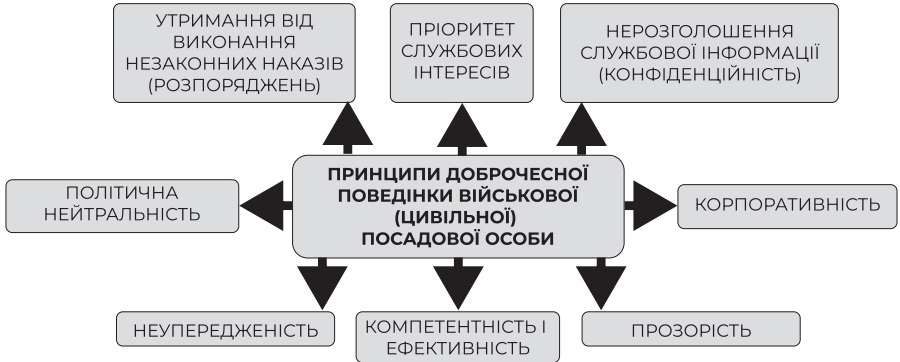 УТРИМАННЯ ВІД
ВИКОНАННЯ
НЕЗАКОННИХ НАКАЗІВ
(РОЗПОРЯДЖЕНЬ)
ПРІОРИТЕТ
СЛУЖБОВИХ
ІНТЕРЕСІВ
НЕРОЗГОЛОШЕННЯ
СЛУЖБОВОЇ ІНФОРМАЦІЇ
(КОНФІДЕНЦІЙНІСТЬ)
ПОЛІТИЧНА
НЕЙТРАЛЬНІСТЬ
ПРИНЦИПИ ДОБРОЧЕСНОЇ
ПОВЕДІНКИ ВІЙСЬКОВОЇ
(ЦИВІЛЬНОЇ)
ПОСАДОВОЇ ОСОБИ
КОРПОРАТИВНІСТЬ
НЕУПЕРЕДЖЕНІСТЬ
КОМПЕТЕНТНІСТЬ І
ЕФЕКТИВНІСТЬ
ПРОЗОРІСТЬ